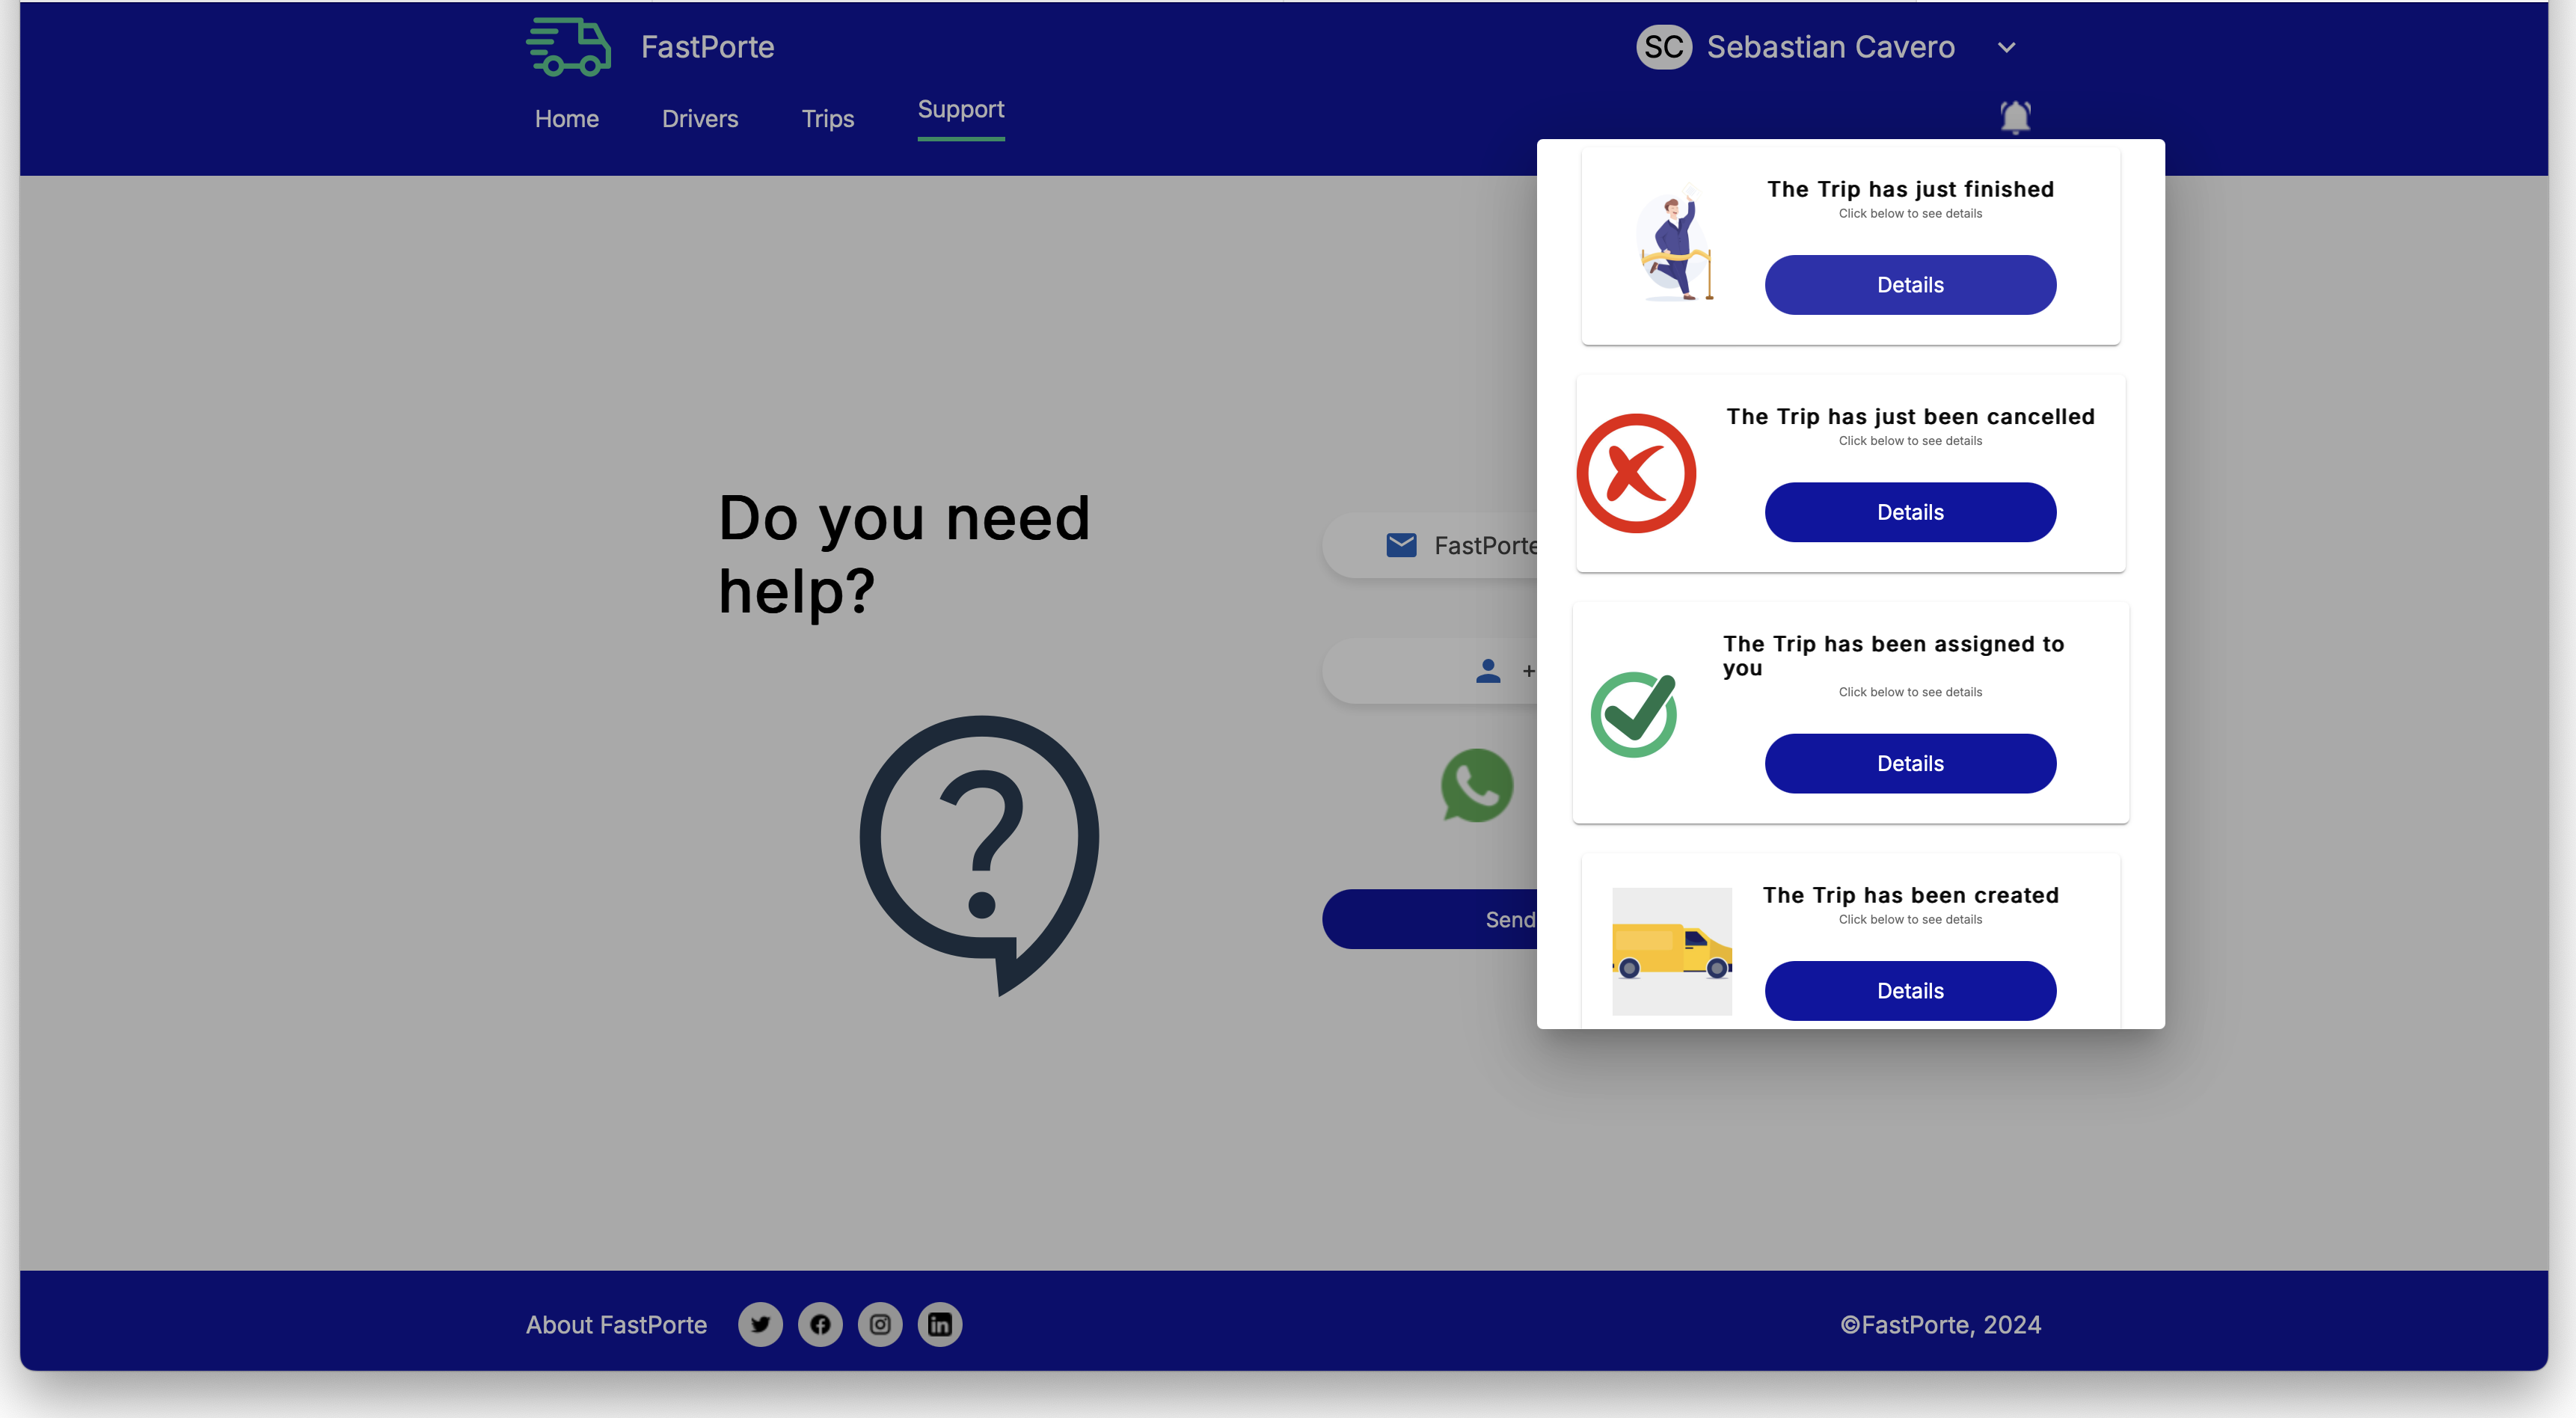 FastPorte
SC Sebastian Cavero
Home Drivers Trips Support
The Trip has just finished
Click below to see details
Details
The Trip has just been cancelled
Click below to see details
Details
The Trip has been assigned to
you
Click below to see details
Details
The Trip has been created
Click below to see details
Details
Do you need
help?
FastPorte
+
Send
About FastPorte
©FastPorte, 2024